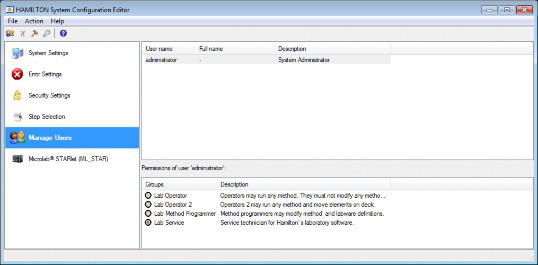 HAMILTON System Configuration Editor
File Action Help
System Settings
Error Settings
Security Settings
Step Selection
Manage Users
Microlab® STARlet (ML_STAR)
User name Full name Description
administrator - System Administrator
Permissions of user 'administrator':
Groups Description
Lab Operator Operators may run any method. They must not modify any metho...
Lab Operator 2 Operators 2 may run any method and move elements on deck.
Lab Method Programmer Method programmers may modify method and labware definitions.
Lab Service Service technician for Hamilton's laboratory software.